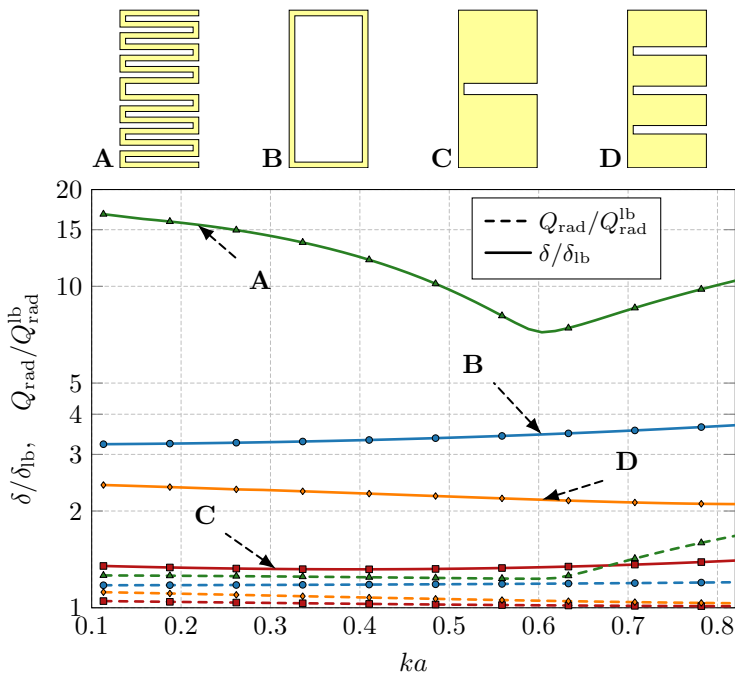 A B C D
20
15
10
5
4
3
2
1
δ/δ_lb, Q_rad/Q_rad^lb
Q_rad/Q_rad^lb
δ/δ_lb
A
B
D
C
0.1 0.2 0.3 0.4 0.5 0.6 0.7 0.8
ka